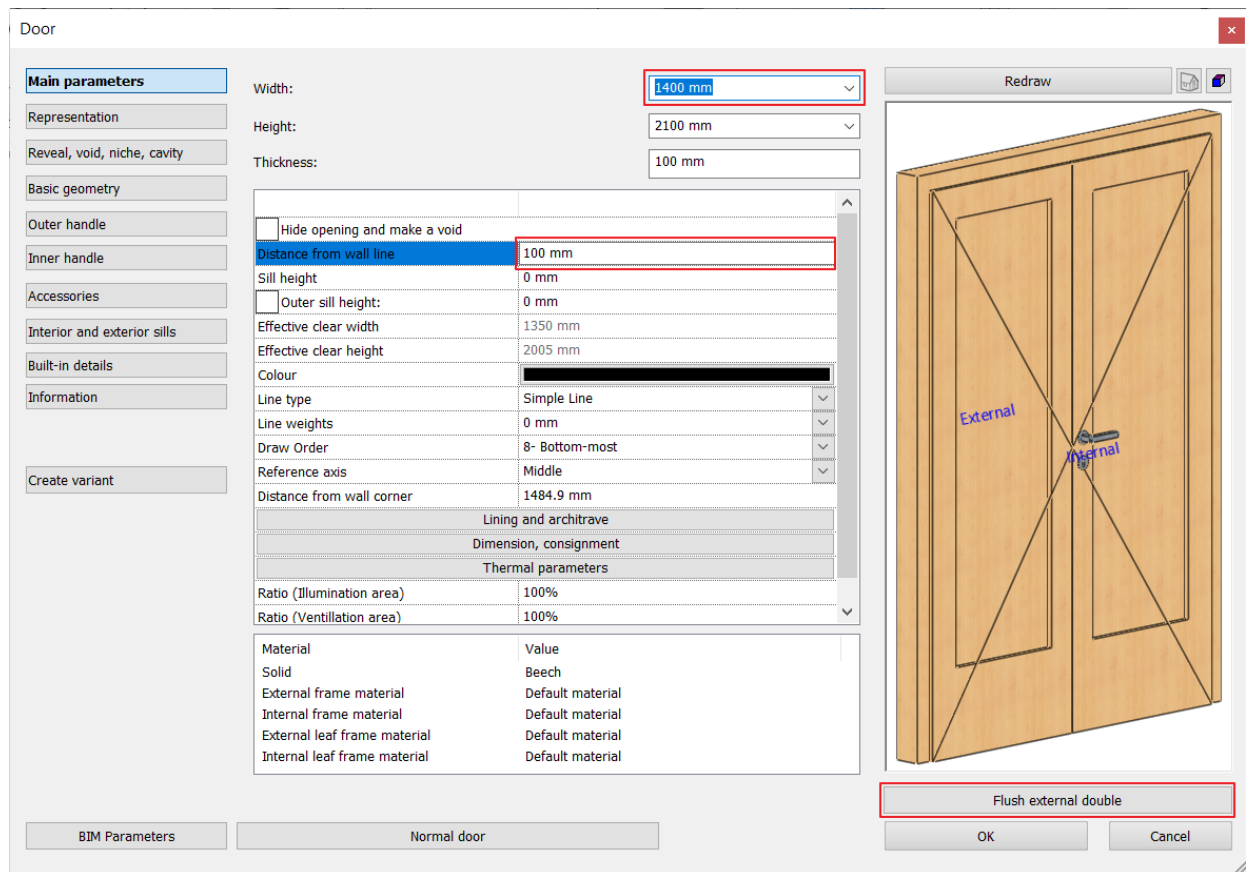 Door
Main parameters
Representation
Reveal, void, niche, cavity
Basic geometry
Outer handle
Inner handle
Accessories
Interior and exterior sills
Built-in details
Information
Create variant
BIM Parameters
Width: 1400 mm
Height: 2100 mm
Thickness: 100 mm
Hide opening and make a void
Distance from wall line 100 mm
Sill height 0 mm
Outer sill height: 0 mm
Effective clear width 1350 mm
Effective clear height 2005 mm
Colour
Line type Simple Line
Line weights 0 mm
Draw Order 8- Bottom-most
Reference axis Middle
Distance from wall corner 1484.9 mm
Lining and architrave
Dimension, consignment
Thermal parameters
Ratio (Illumination area) 100%
Ratio (Ventillation area) 100%
Material Value
Solid Beech
External frame material Default material
Internal frame material Default material
External leaf frame material Default material
Internal leaf frame material Default material
Normal door
Redraw
External
Internal
Flush external double
OK Cancel